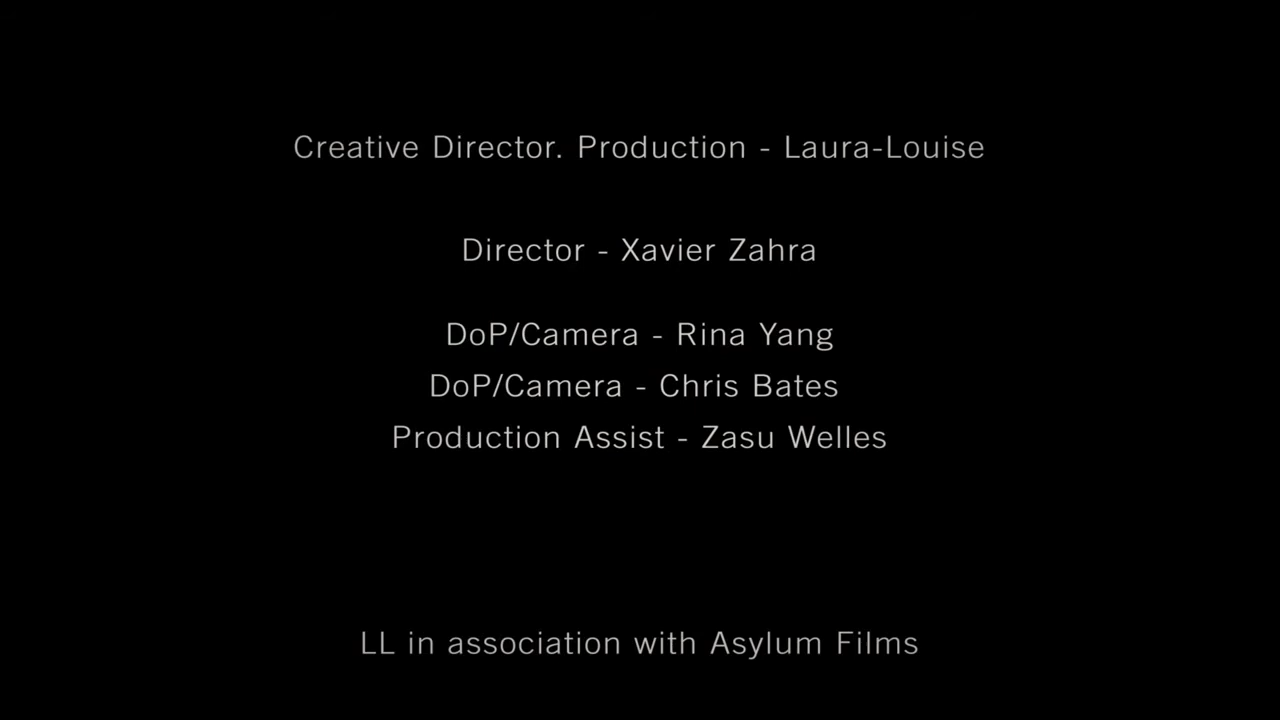 Creative Director. Production - Laura-Louise
Director - Xavier Zahra
DoP/Camera - Rina Yang
DoP/Camera - Chris Bates
Production Assist - Zasu Welles
LL in association with Asylum Films